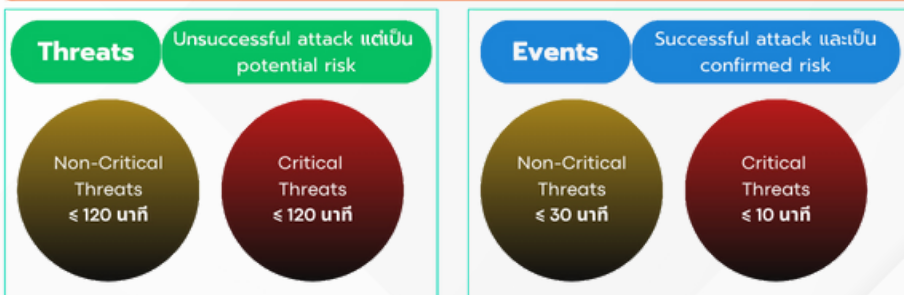 Threats
Unsuccessful attack แต่เป็น
potential risk
Non-Critical
Threats
≤ 120 นาที
Critical
Threats
≤ 120 นาที
Events
Successful attack และเป็น
confirmed risk
Non-Critical
Threats
≤ 30 นาที
Critical
Threats
≤ 10 นาที